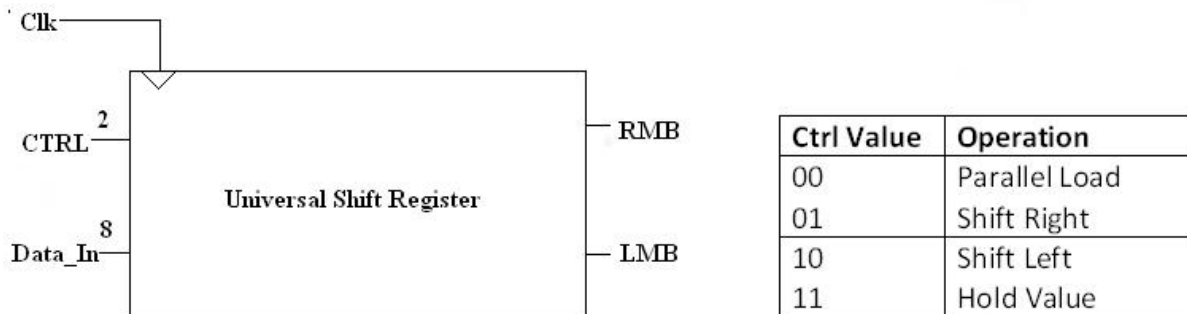 Clk
2
CTRL
RMB
Universal Shift Register
8
Data_In
LMB
Ctrl Value Operation
00 Parallel Load
01 Shift Right
10 Shift Left
11 Hold Value